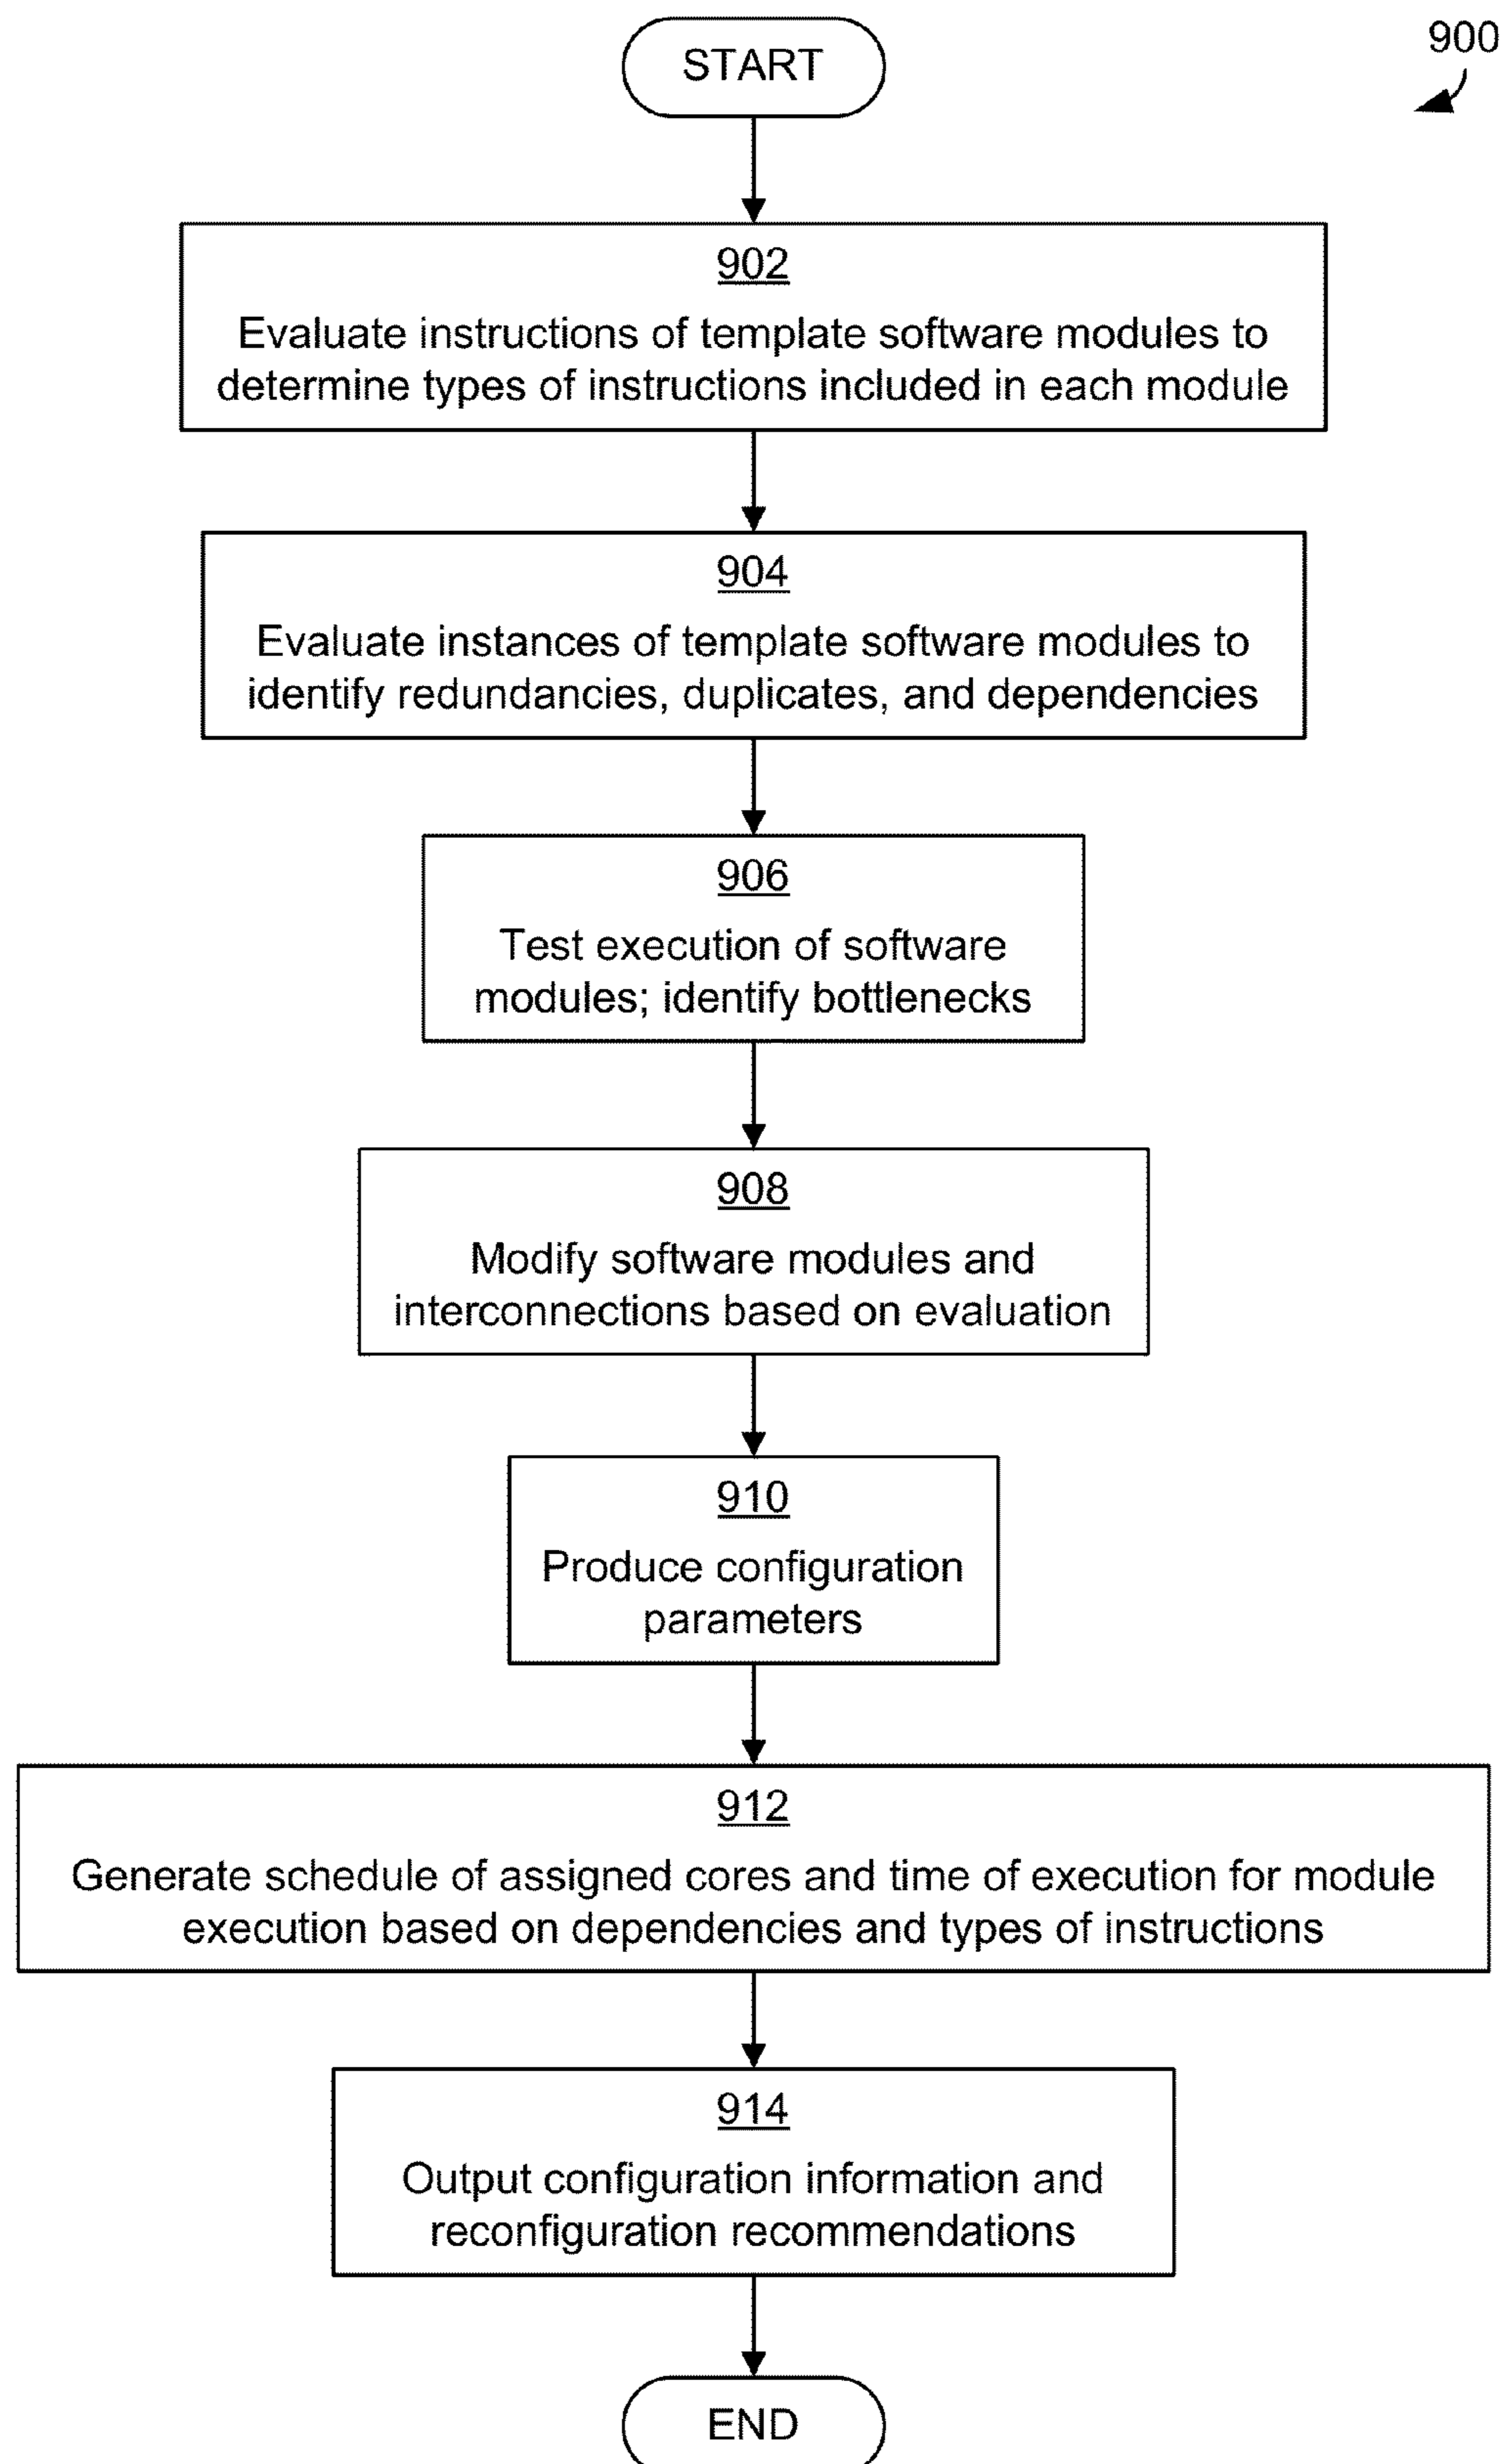 START
900
902
Evaluate instructions of template software modules to
determine types of instructions included in each module
904
Evaluate instances of template software modules to
identify redundancies, duplicates, and dependencies
906
Test execution of software
modules; identify bottlenecks
908
Modify software modules and
interconnections based on evaluation
910
Produce configuration
parameters
912
Generate schedule of assigned cores and time of execution for module
execution based on dependencies and types of instructions
914
Output configuration information and
reconfiguration recommendations
END